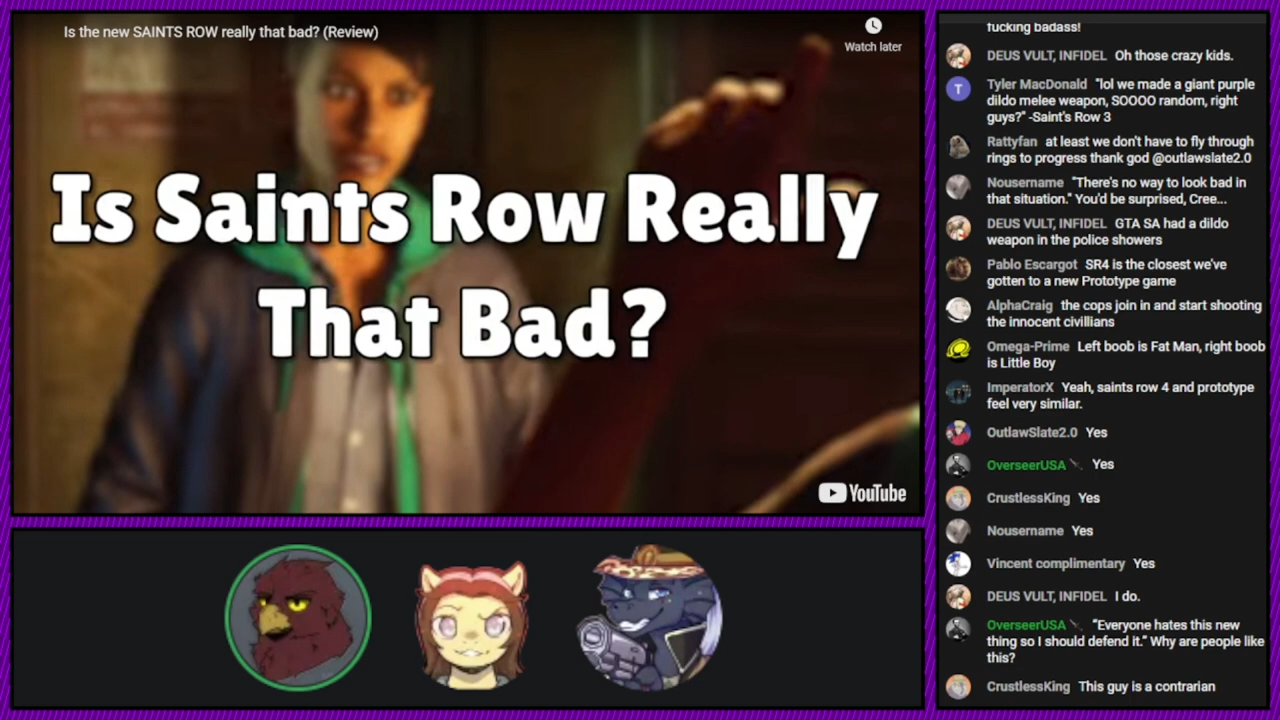 Is the new SAINTS ROW really that bad? (Review)
Watch later
Is Saints Row Really
That Bad?
YouTube
fucking badass!
DEUS VULT, INFIDEL Oh those crazy kids.
T
Tyler MacDonald "lol we made a giant purple
dildo melee weapon, SOOOO random, right
guys?" -Saint's Row 3
Rattyfan at least we don't have to fly through
rings to progress thank god @outlawslate2.0
Nousername "There's no way to look bad in
that situation." You'd be surprised, Cree...
DEUS VULT, INFIDEL GTA SA had a dildo
weapon in the police showers
Pablo Escargot SR4 is the closest we've
gotten to a new Prototype game
AlphaCraig the cops join in and start shooting
the innocent civillians
Omega-Prime Left boob is Fat Man, right boob
is Little Boy
ImperatorX Yeah, saints row 4 and prototype
feel very similar.
OutlawSlate2.0 Yes
OverseerUSA Yes
CrustlessKing Yes
Nousername Yes
Vincent complimentary Yes
DEUS VULT, INFIDEL I do.
OverseerUSA "Everyone hates this new
thing so I should defend it." Why are people like
this?
CrustlessKing This guy is a contrarian